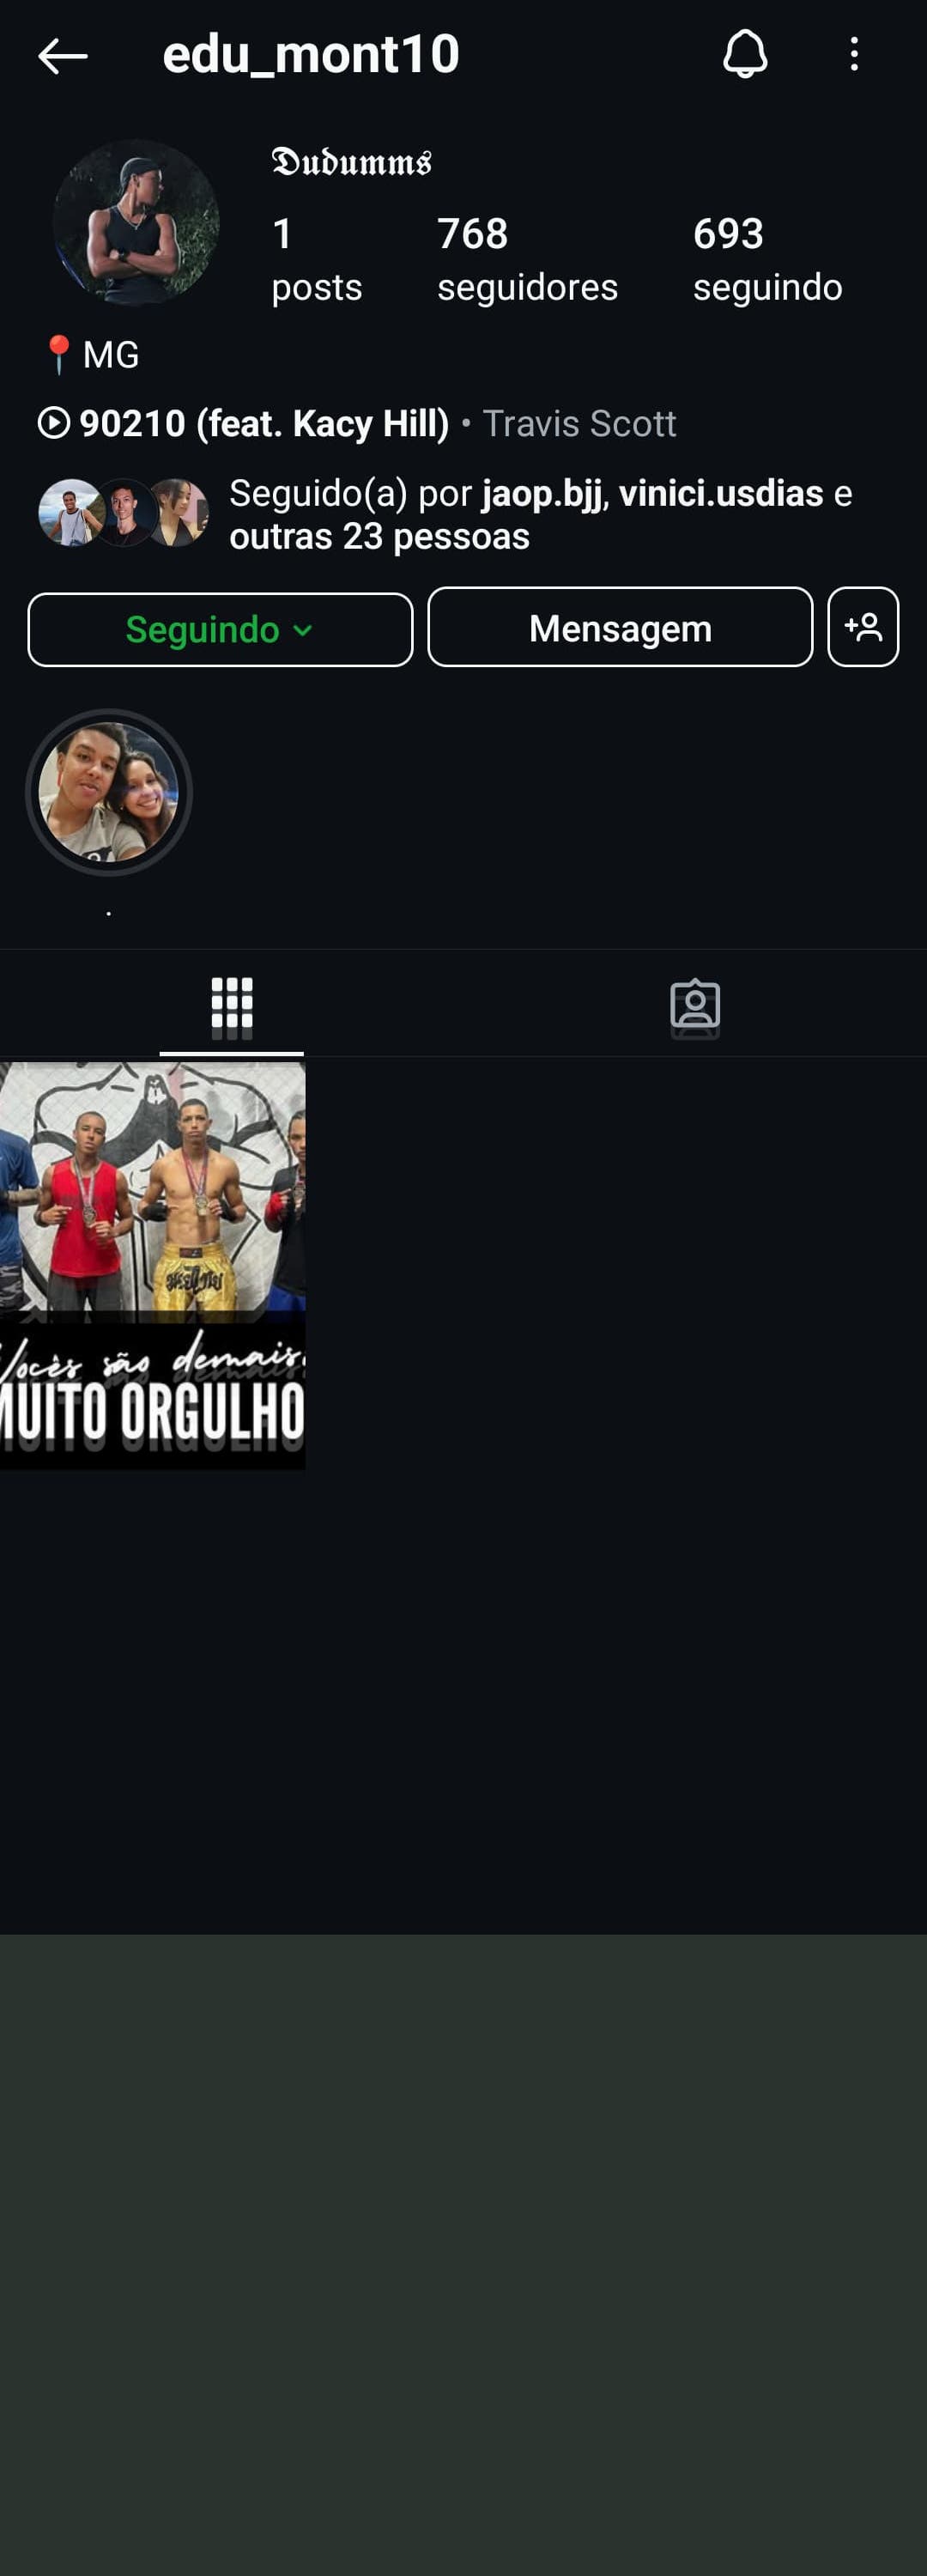 edu_mont10
𝕯𝖚𝖉𝖚𝖒𝖒𝖘
1 768 693
posts seguidores seguindo
📍MG
90210 (feat. Kacy Hill) • Travis Scott
Seguido(a) por jaop.bjj, vinici.usdias e
outras 23 pessoas
Seguindo Mensagem
.
Vocês são demais.
MUITO ORGULHO